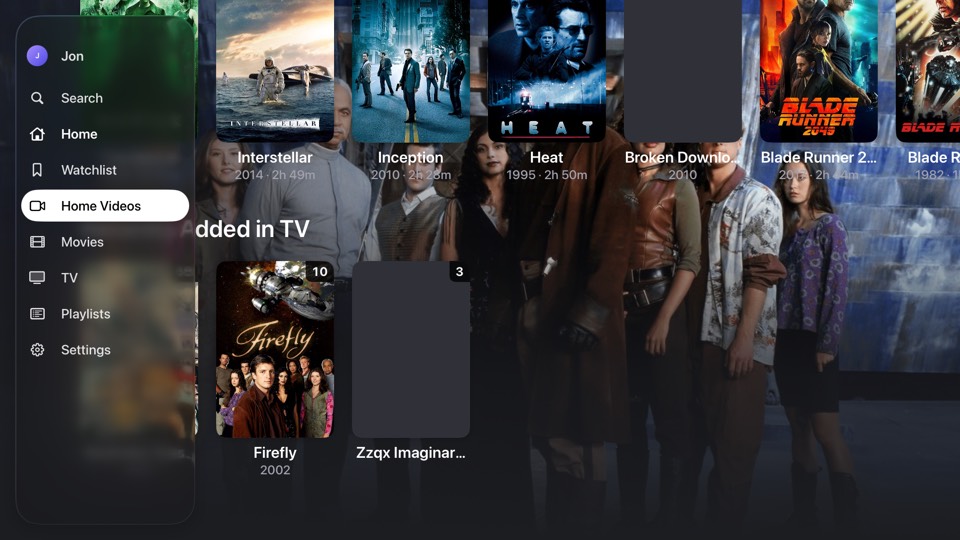 J
Jon
Search
Home
Watchlist
Home Videos
Movies
TV
Playlists
Settings
INTERSTELLAR
HEAT
BLADE
RUNNER
2049
Interstellar
2014 · 2h 49m
Inception
2010 · 2h 28m
Heat
1995 · 2h 50m
Broken Downlo...
2010
Blade Runner 2...
Blade R
1982 ·
dded in TV
10
Firefly
3
Firefly
2002
Zzqx Imaginar...